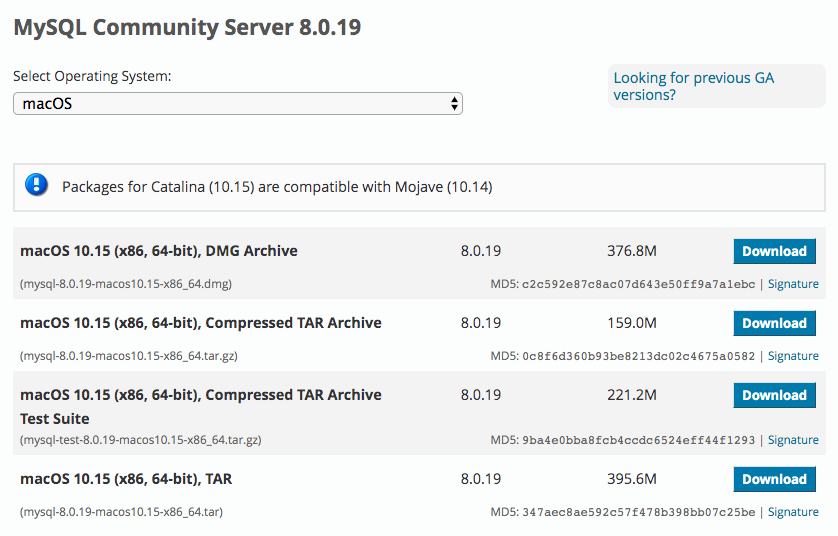 MySQL Community Server 8.0.19
Select Operating System:
macOS
Looking for previous GA
versions?
Packages for Catalina (10.15) are compatible with Mojave (10.14)
macOS 10.15 (x86, 64-bit), DMG Archive 8.0.19 376.8M Download
(mysql-8.0.19-macos10.15-x86_64.dmg) MD5: c2c592e87c8ac07d643e50ff9a7a1ebc | Signature
macOS 10.15 (x86, 64-bit), Compressed TAR Archive 8.0.19 159.0M Download
(mysql-8.0.19-macos10.15-x86_64.tar.gz) MD5: 0c8f6d360b93be8213dc02c4675a0582 | Signature
macOS 10.15 (x86, 64-bit), Compressed TAR Archive 8.0.19 221.2M Download
Test Suite
(mysql-test-8.0.19-macos10.15-x86_64.tar.gz) MD5: 9ba4e0bba8fcb4ccdc6524eff44f1293 | Signature
macOS 10.15 (x86, 64-bit), TAR 8.0.19 395.6M Download
(mysql-8.0.19-macos10.15-x86_64.tar) MD5: 347aec8ae592c57f478b398bb07c25be | Signature